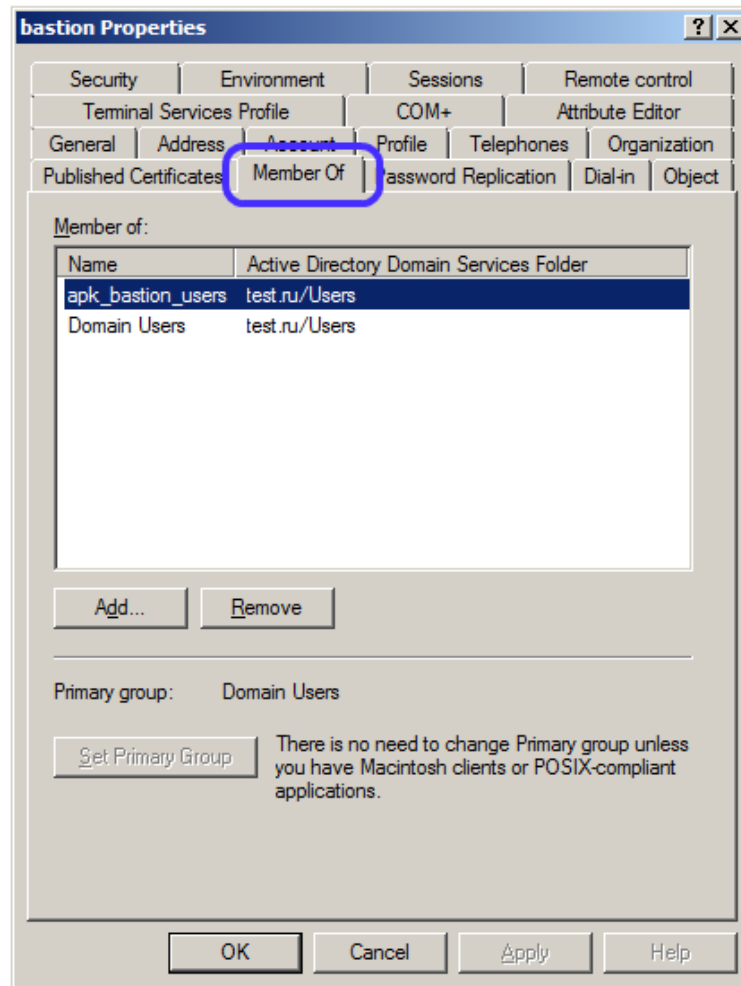 bastion Properties
Security Environment Sessions Remote control
Terminal Services Profile COM+ Attribute Editor
General Address Account Profile Telephones Organization
Published Certificates Member Of Password Replication Dial-in Object
Member of:
Name Active Directory Domain Services Folder
apk_bastion_users test.ru/Users
Domain Users test.ru/Users
Add... Remove
Primary group: Domain Users
Set Primary Group
There is no need to change Primary group unless
you have Macintosh clients or POSIX-compliant
applications.
OK Cancel Apply Help